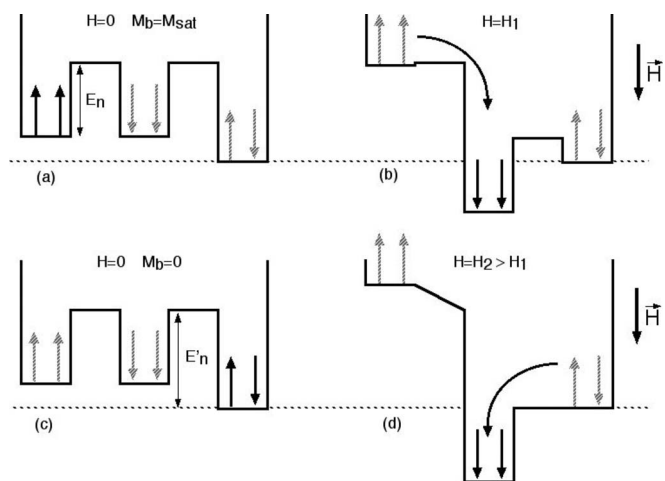 H=0 M_b=M_sat
H=H_1
H⃗
E_n
(a)
(b)
H=0 M_b=0
H=H_2 > H_1
H⃗
E'_n
(c)
(d)